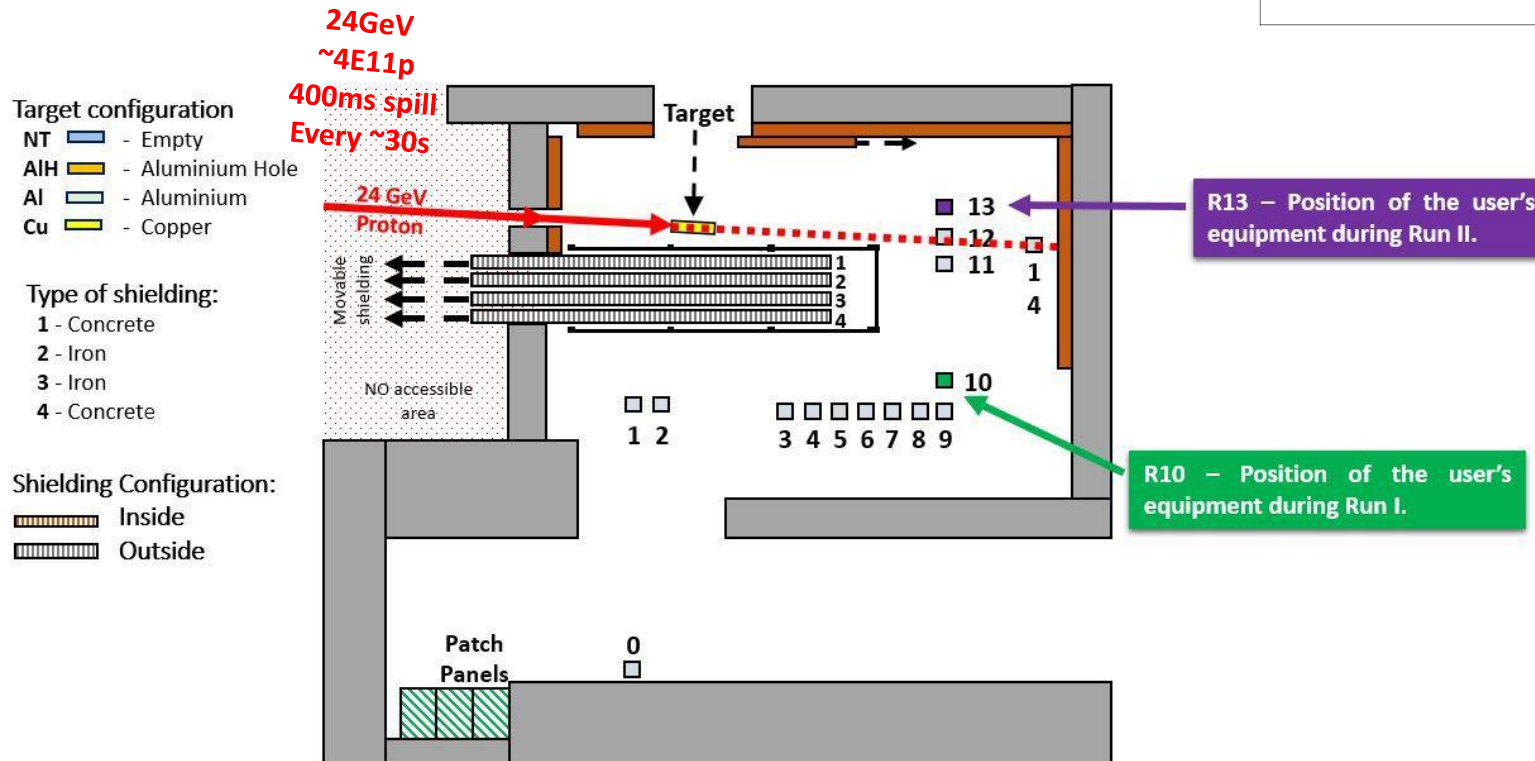 24GeV
~4E11p
400ms spill
Every ~30s
Target configuration
NT - Empty
AlH - Aluminium Hole
Al - Aluminium
Cu - Copper
Type of shielding:
1 - Concrete
2 - Iron
3 - Iron
4 - Concrete
Shielding Configuration:
Inside
Outside
Target
24 GeV
Proton
Movable
shielding
1
2
3
4
NO accessible
area
13
12
11
1
4
10
1 2
3 4 5 6 7 8 9
R13 – Position of the user's
equipment during Run II.
R10 – Position of the user's
equipment during Run I.
Patch
Panels
0